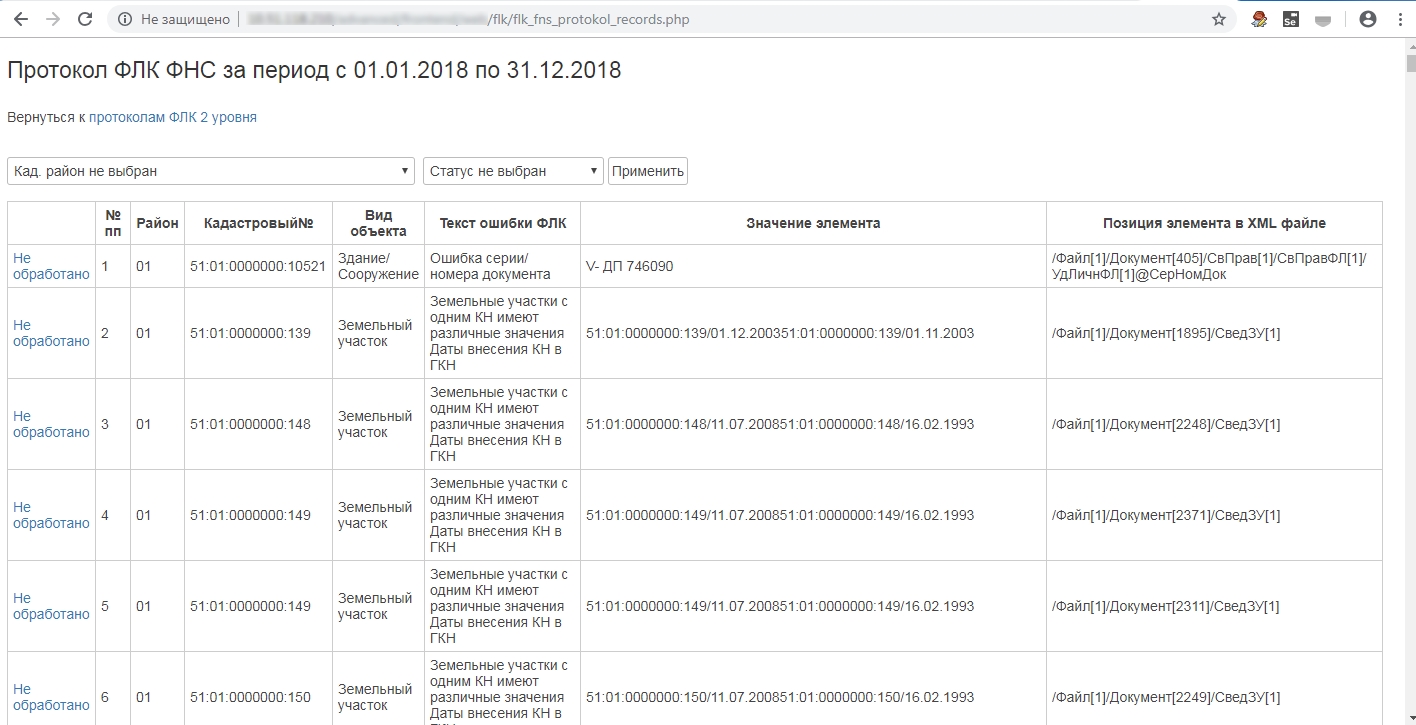 Не защищено
/flk/flk_fns_protokol_records.php
Se
Протокол ФЛК ФНС за период с 01.01.2018 по 31.12.2018
Вернуться к протоколам ФЛК 2 уровня
Кад. район не выбран
Статус не выбран
Применить
№ пп
Район
Кадастровый№
Вид объекта
Текст ошибки ФЛК
Значение элемента
Позиция элемента в XML файле
Не обработано
1
01
51:01:0000000:10521
Здание/
Сооружение
Ошибка серии/
номера документа
V- ДП 746090
/Файл[1]/Документ[405]/СвПрав[1]/СвПравФЛ[1]/
УдЛичнФЛ[1]@СерНомДок
Не обработано
2
01
51:01:0000000:139
Земельный
участок
Земельные участки с
одним КН имеют
различные значения
Даты внесения КН в
ГКН
51:01:0000000:139/01.12.200351:01:0000000:139/01.11.2003
/Файл[1]/Документ[1895]/СведЗУ[1]
Не обработано
3
01
51:01:0000000:148
Земельный
участок
Земельные участки с
одним КН имеют
различные значения
Даты внесения КН в
ГКН
51:01:0000000:148/11.07.200851:01:0000000:148/16.02.1993
/Файл[1]/Документ[2248]/СведЗУ[1]
Не обработано
4
01
51:01:0000000:149
Земельный
участок
Земельные участки с
одним КН имеют
различные значения
Даты внесения КН в
ГКН
51:01:0000000:149/11.07.200851:01:0000000:149/16.02.1993
/Файл[1]/Документ[2371]/СведЗУ[1]
Не обработано
5
01
51:01:0000000:149
Земельный
участок
Земельные участки с
одним КН имеют
различные значения
Даты внесения КН в
ГКН
51:01:0000000:149/11.07.200851:01:0000000:149/16.02.1993
/Файл[1]/Документ[2311]/СведЗУ[1]
Не обработано
6
01
51:01:0000000:150
Земельный
участок
Земельные участки с
одним КН имеют
различные значения
Даты внесения КН в
51:01:0000000:150/11.07.200851:01:0000000:150/16.02.1993
/Файл[1]/Документ[2249]/СведЗУ[1]